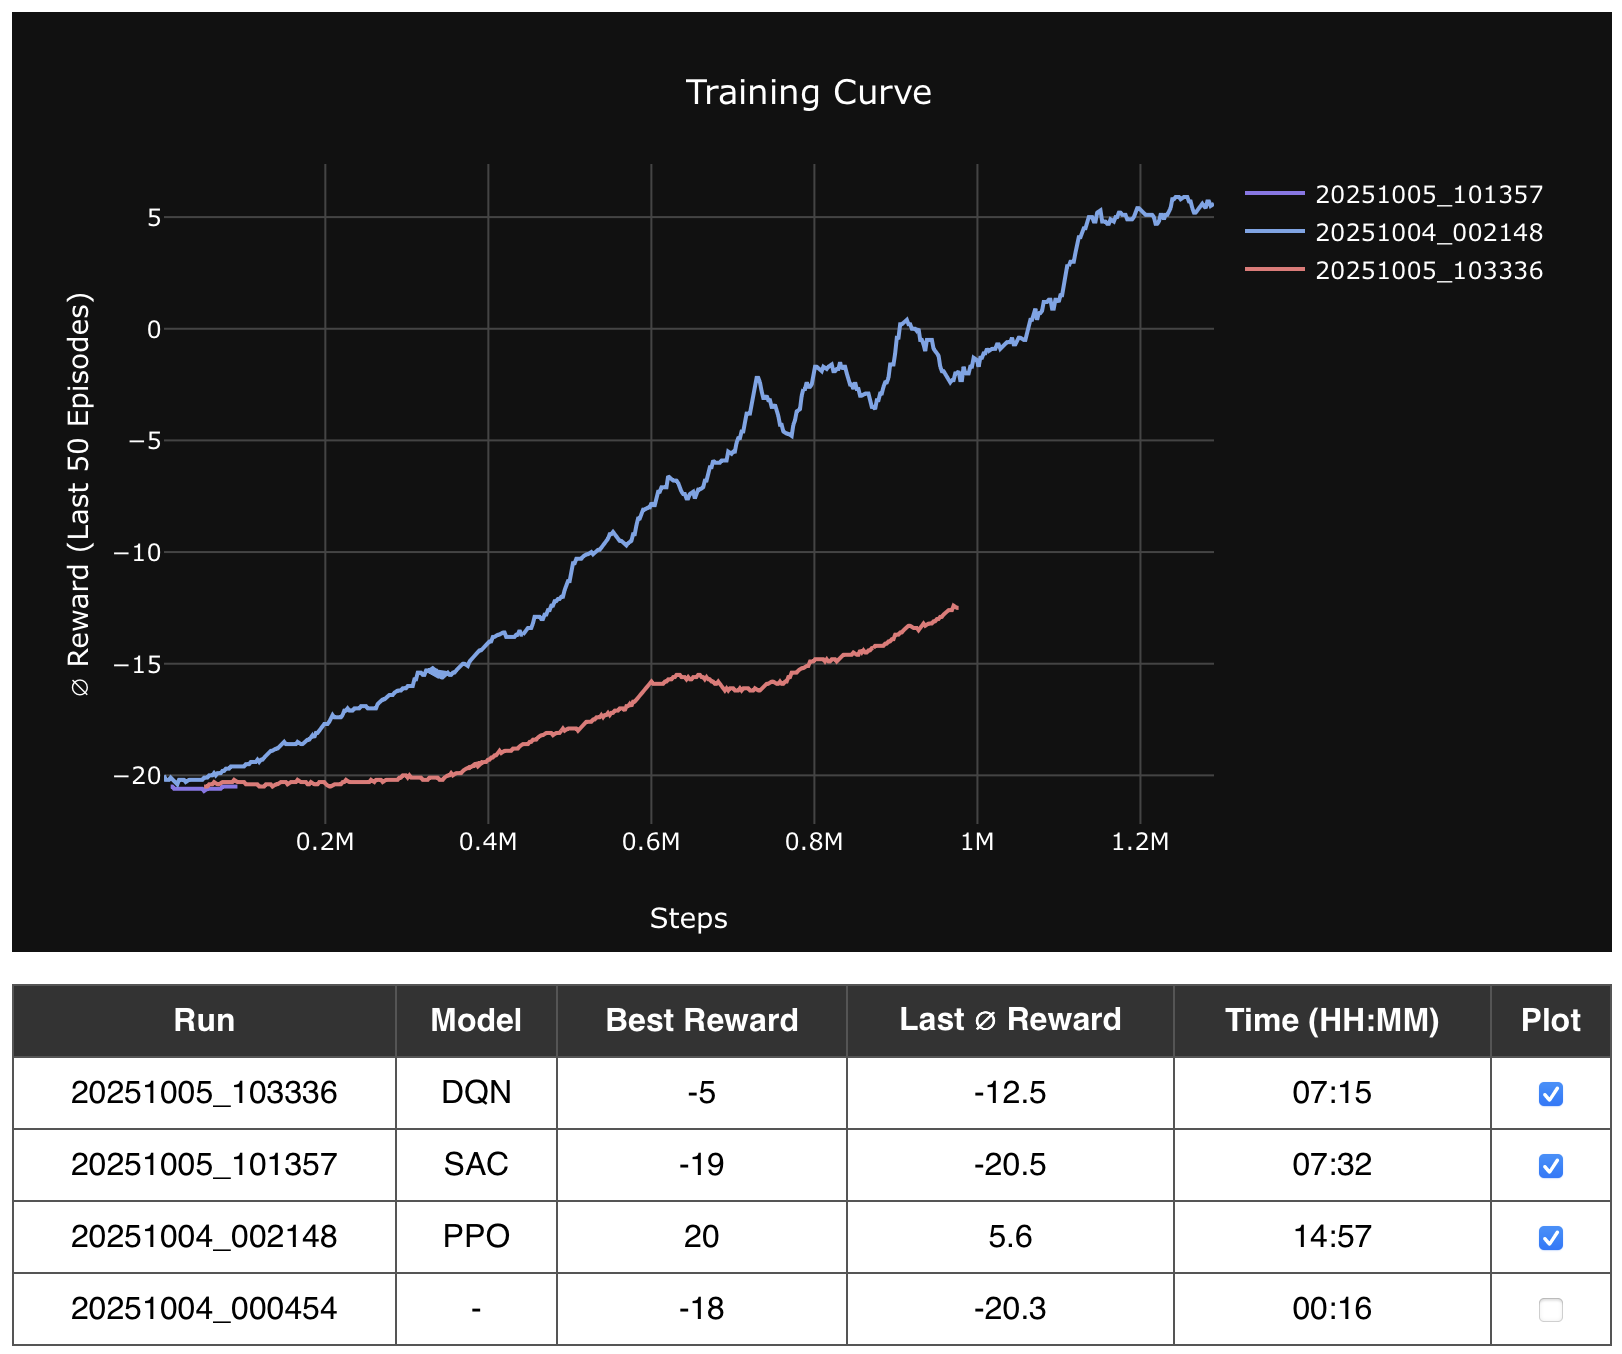 Training Curve
20251005_101357
20251004_002148
20251005_103336
∅ Reward (Last 50 Episodes)
5
0
−5
−10
−15
−20
0.2M 0.4M 0.6M 0.8M 1M 1.2M
Steps
Run Model Best Reward Last ∅ Reward Time (HH:MM) Plot
20251005_103336 DQN -5 -12.5 07:15
20251005_101357 SAC -19 -20.5 07:32
20251004_002148 PPO 20 5.6 14:57
20251004_000454 - -18 -20.3 00:16